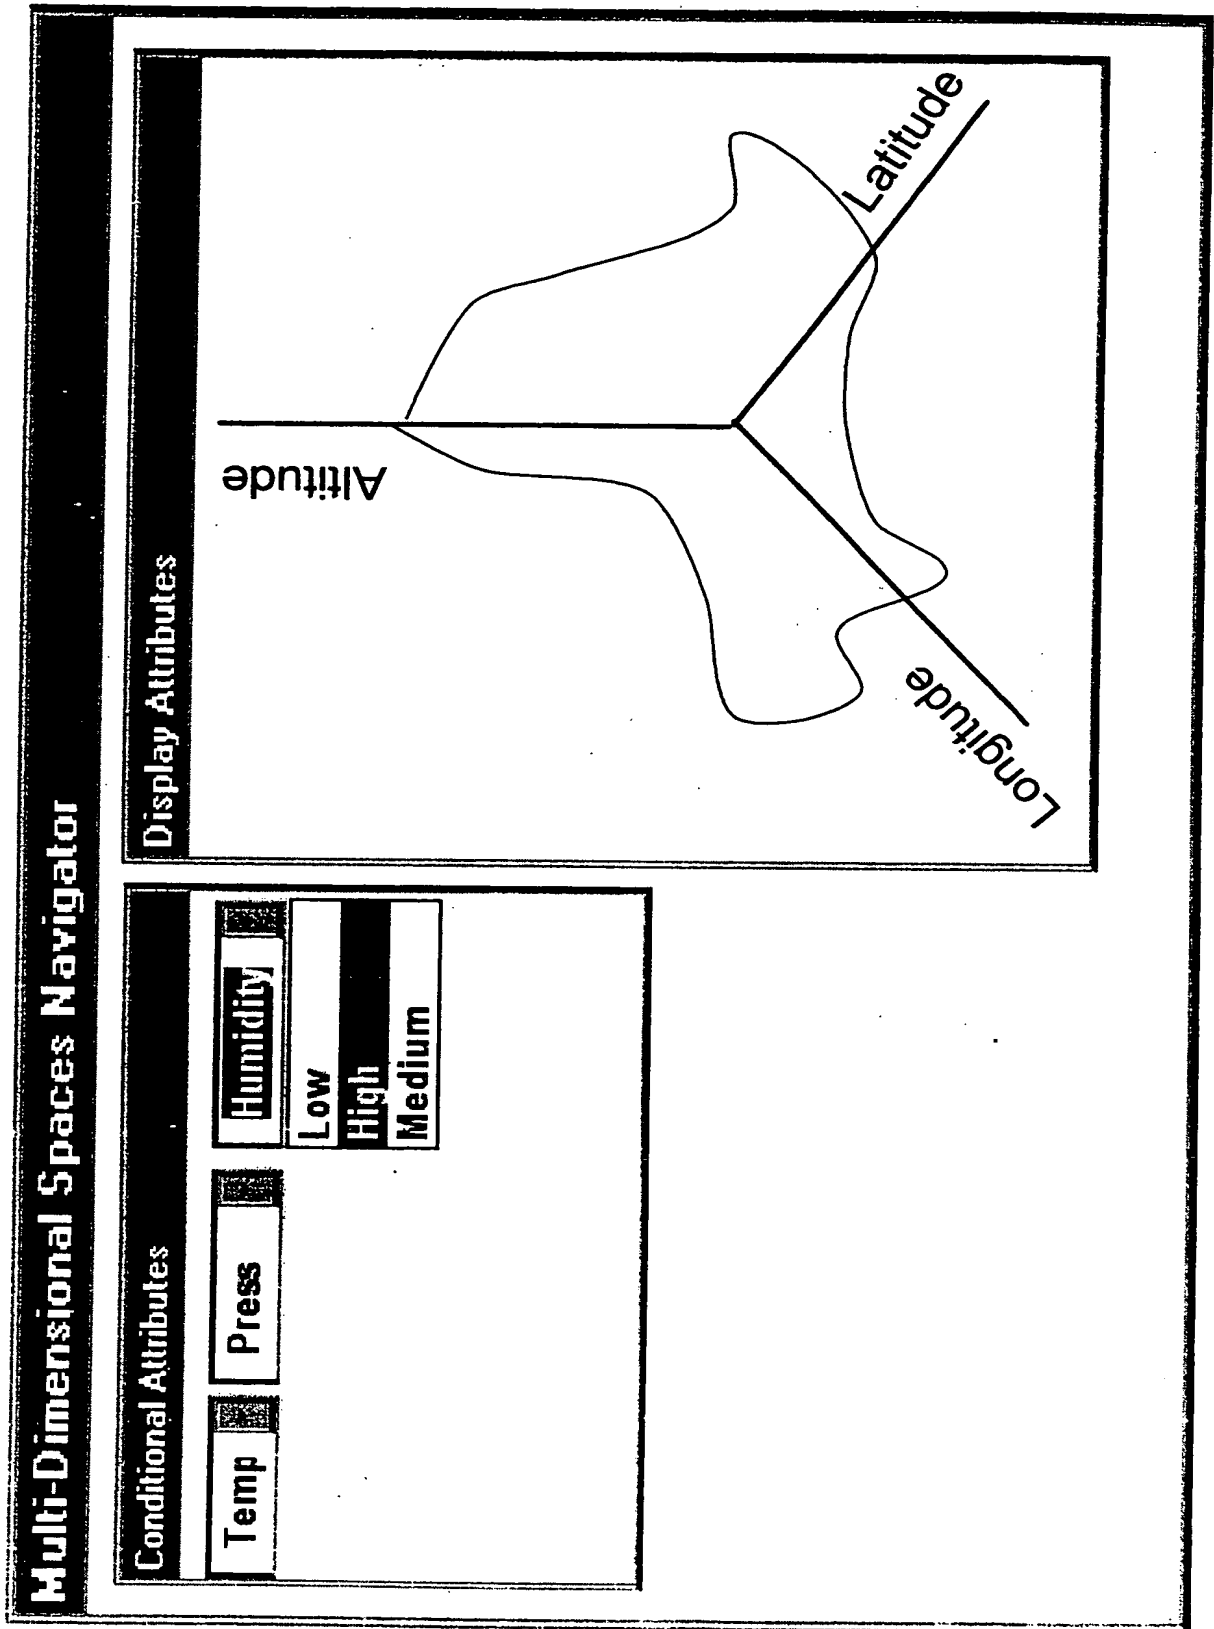 Multi-Dimensional Spaces Navigator
Conditional Attributes
Temp
Press
Humidity
Low
High
Medium
Display Attributes
Altitude
Latitude
Longitude